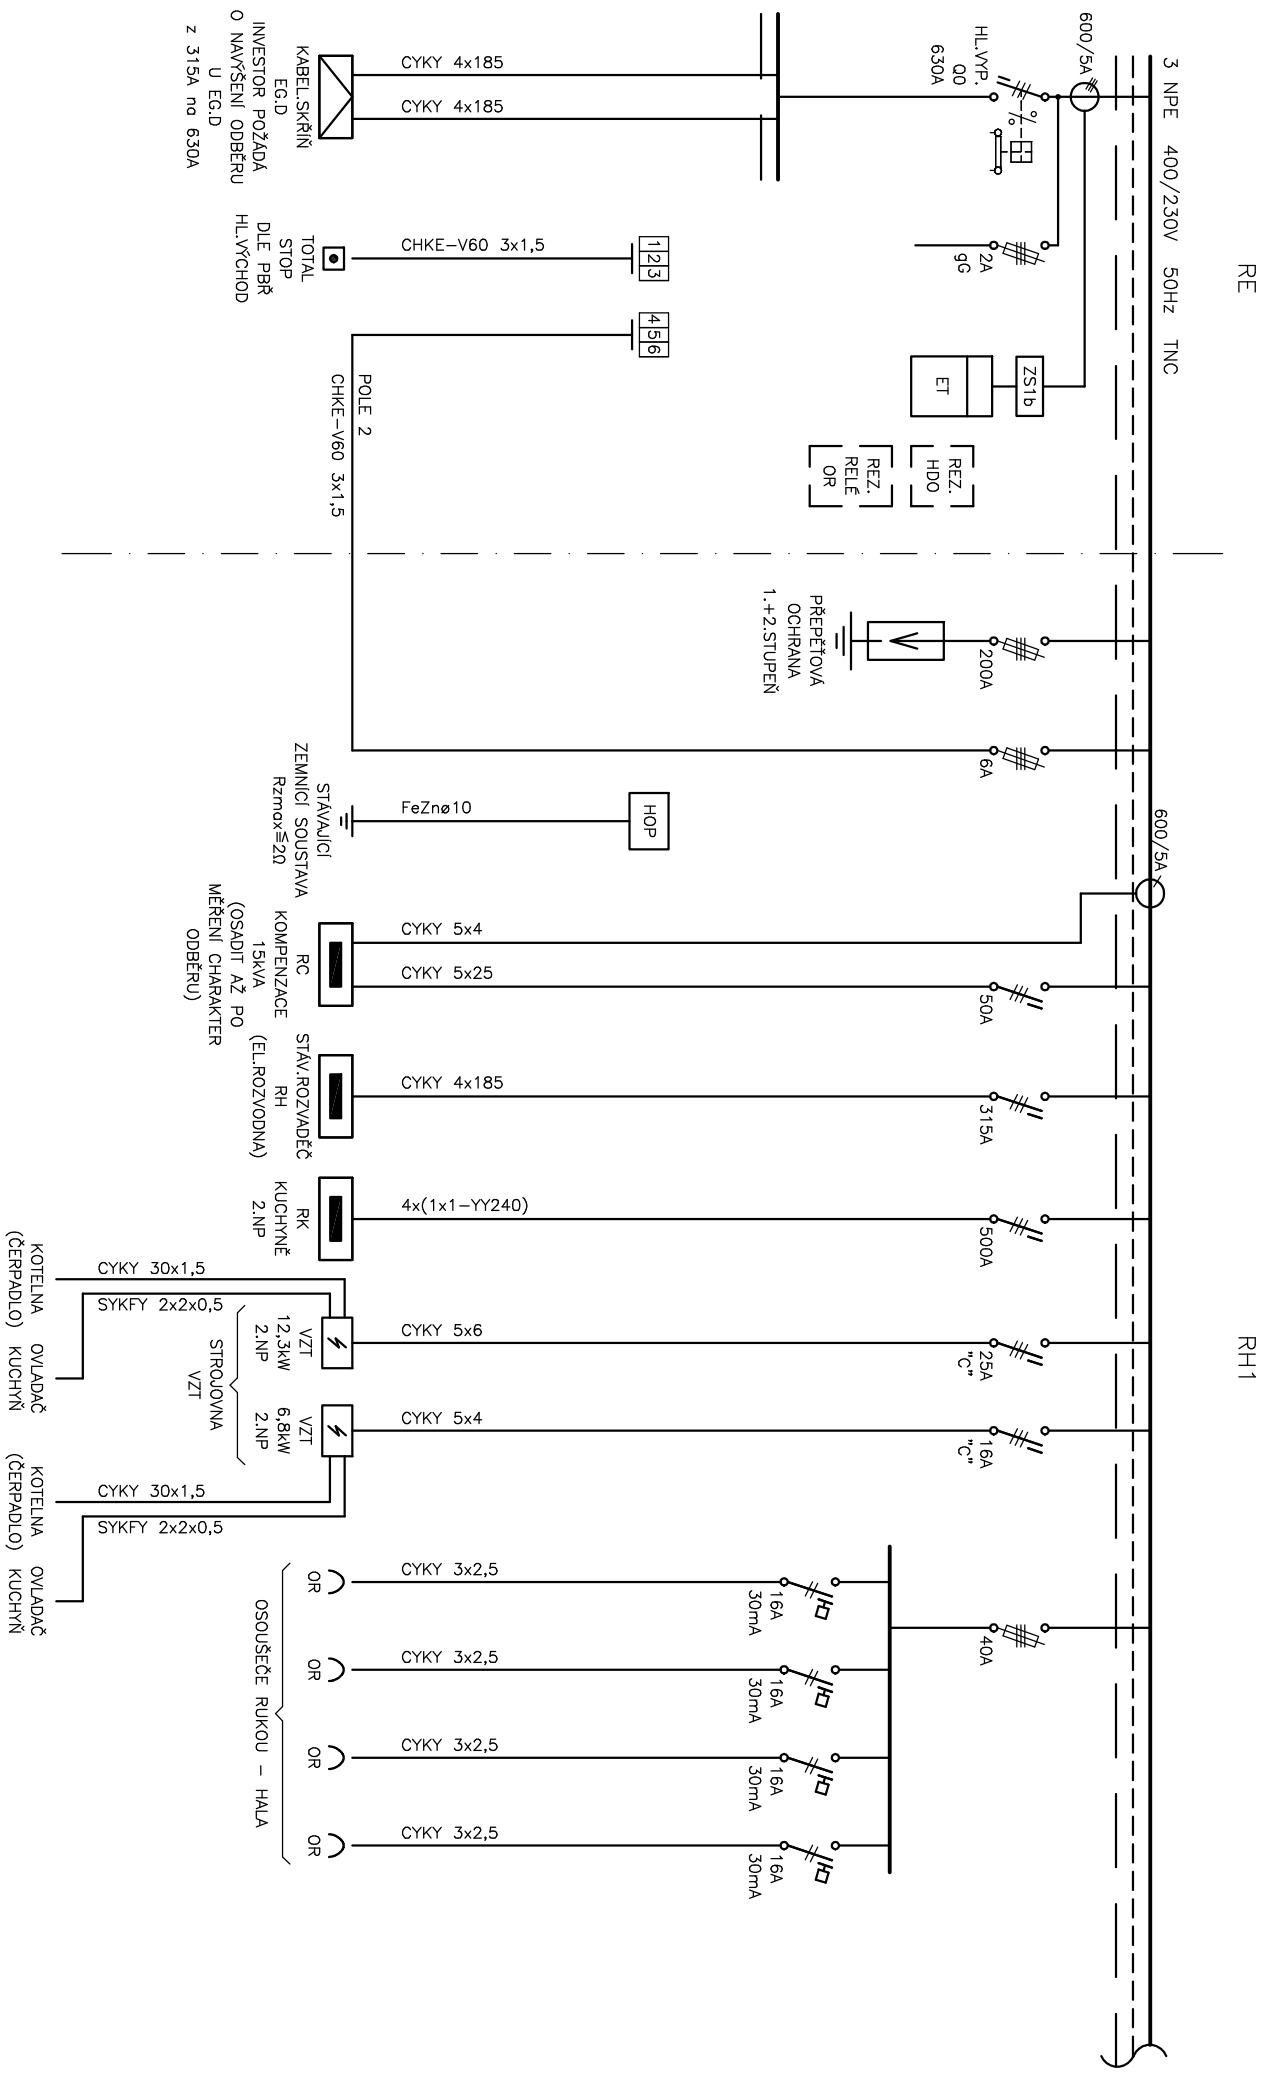 RE
RH1
3 NPE 400/230V 50Hz TNC
600/5A
HL.VYP.
Q0
630A
2A
gG
ZS1b
ET
REZ.
HDO
REZ.
RELÉ
OR
CYKY 4x185
CYKY 4x185
KABEL.SKŘÍŇ
EG.D
INVESTOR POŽÁDÁ
O NAVÝŠENÍ ODBĚRU
U EG.D
z 315A na 630A
1 2 3
CHKE-V60 3x1,5
TOTAL
STOP
DLE PBŘ
HL.VÝCHOD
4 5 6
POLE 2
CHKE-V60 3x1,5
200A
PŘEPĚŤOVÁ
OCHRANA
1.+2.STUPEŇ
6A
HOP
FeZnø10
STÁVAJÍCÍ
ZEMNÍCÍ SOUSTAVA
Rzmax≦2Ω
600/5A
CYKY 5x4
CYKY 5x25
50A
RC
KOMPENZACE
15kVA
(OSADIT AŽ PO
MĚŘENÍ CHARAKTER
ODBĚRU)
315A
CYKY 4x185
STÁV.ROZVADĚČ
RH
(EL.ROZVODNA)
500A
4x(1x1-YY240)
RK
KUCHYNĚ
2.NP
25A
"C"
CYKY 5x6
VZT
12,3kW
2.NP
16A
"C"
CYKY 5x4
VZT
6,8kW
2.NP
STROJOVNA
VZT
CYKY 30x1,5
SYKFY 2x2x0,5
KOTELNA OVLADAČ
(ČERPADLO) KUCHYŇ
CYKY 30x1,5
SYKFY 2x2x0,5
KOTELNA OVLADAČ
(ČERPADLO) KUCHYŇ
40A
16A
30mA
CYKY 3x2,5
OR
16A
30mA
CYKY 3x2,5
OR
16A
30mA
CYKY 3x2,5
OR
16A
30mA
CYKY 3x2,5
OR
OSOUŠEČE RUKOU - HALA